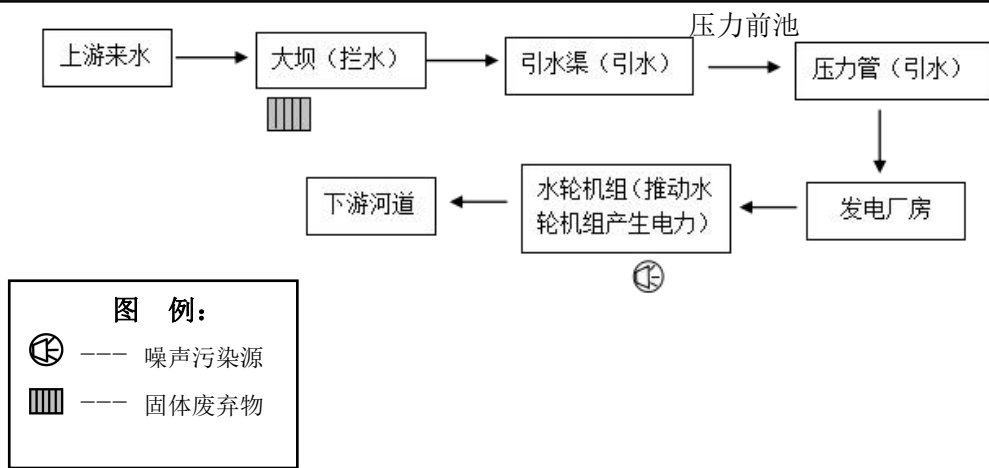 压力前池
上游来水
大坝（拦水）
引水渠（引水）
压力管（引水）
下游河道
水轮机组（推动水
轮机组产生电力）
发电厂房
图 例：
--- 噪声污染源
--- 固体废弃物